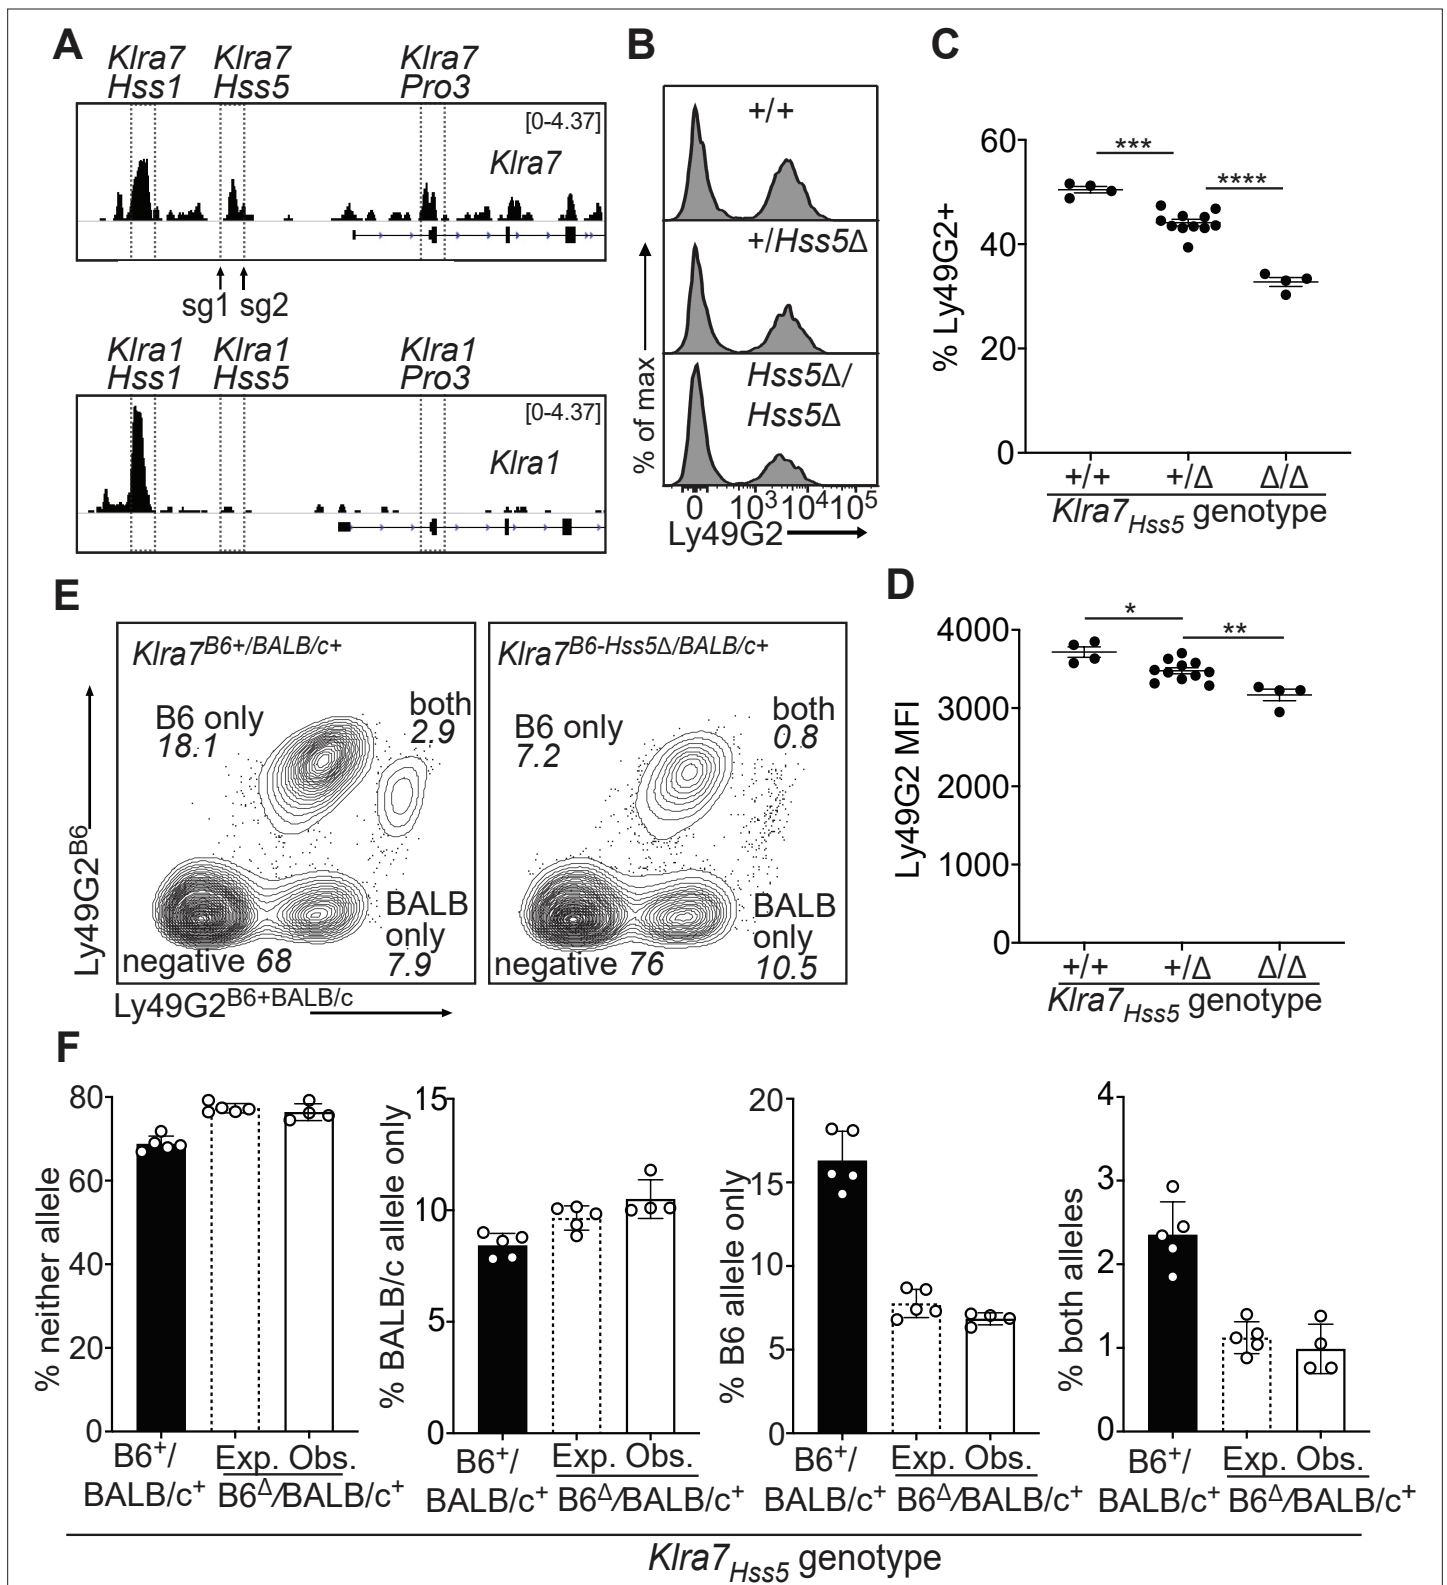 A
Klra7 Hss1
Klra7 Hss5
Klra7 Pro3
[0-4.37]
Klra7
sg1 sg2
Klra1 Hss1
Klra1 Hss5
Klra1 Pro3
[0-4.37]
Klra1
B
+/+
+/Hss5Δ
Hss5Δ/
Hss5Δ
% of max
0 10³ 10⁴ 10⁵
Ly49G2
C
% Ly49G2+
60
40
20
0
***
****
+/+ +/Δ Δ/Δ
Klra7Hss5 genotype
D
Ly49G2 MFI
4000
3000
2000
1000
0
*
**
+/+ +/Δ Δ/Δ
Klra7Hss5 genotype
E
Klra7B6+/BALB/c+
B6 only
18.1
both
2.9
BALB
only
7.9
negative 68
Klra7B6-Hss5Δ/BALB/c+
B6 only
7.2
both
0.8
BALB
only
10.5
negative 76
Ly49G2B6
Ly49G2B6+BALB/c
F
% neither allele
80
60
40
20
0
B6⁺/
BALB/c⁺
Exp. Obs.
B6Δ/BALB/c⁺
% BALB/c allele only
15
10
5
0
B6⁺/
BALB/c⁺
Exp. Obs.
B6Δ/BALB/c⁺
% B6 allele only
20
15
10
5
0
B6⁺/
BALB/c⁺
Exp. Obs.
B6Δ/BALB/c⁺
% both alleles
4
3
2
1
0
B6⁺/
BALB/c⁺
Exp. Obs.
B6Δ/BALB/c⁺
Klra7Hss5 genotype